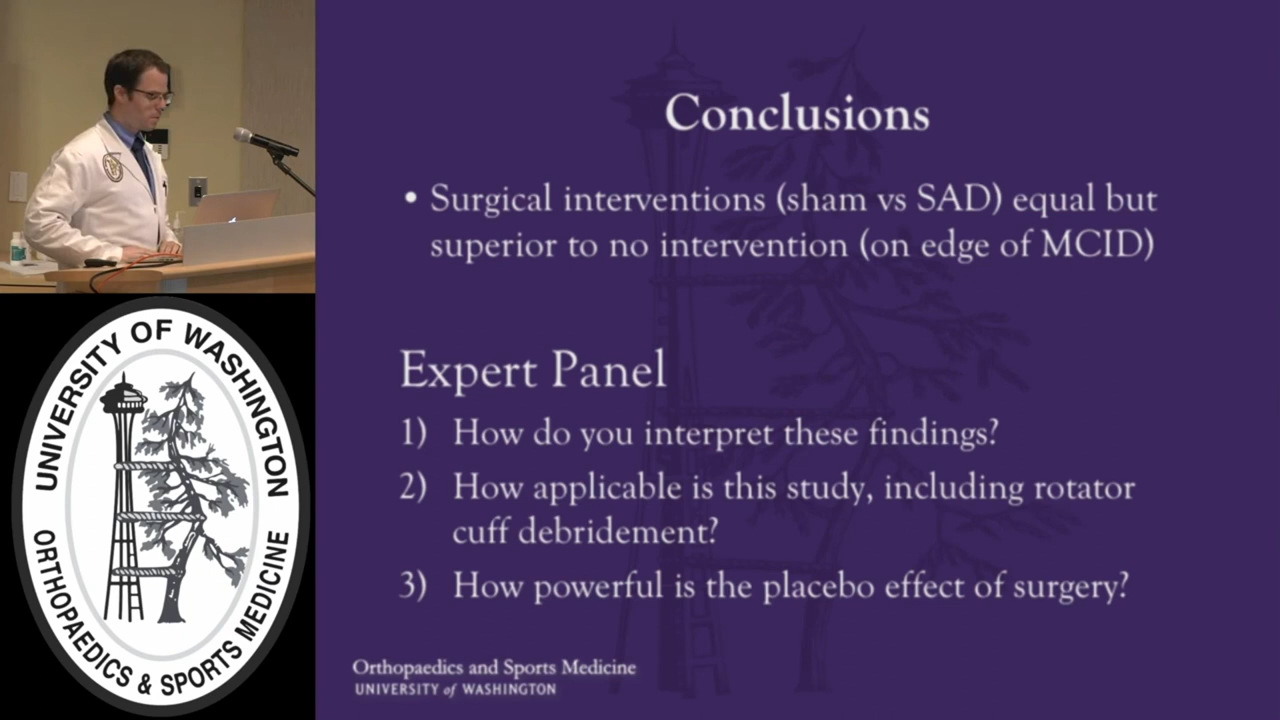 Conclusions
• Surgical interventions (sham vs SAD) equal but
superior to no intervention (on edge of MCID)
Expert Panel
1) How do you interpret these findings?
2) How applicable is this study, including rotator
cuff debridement?
3) How powerful is the placebo effect of surgery?
Orthopaedics and Sports Medicine
UNIVERSITY of WASHINGTON
UNIVERSITY OF WASHINGTON
ORTHOPAEDICS & SPORTS MEDICINE